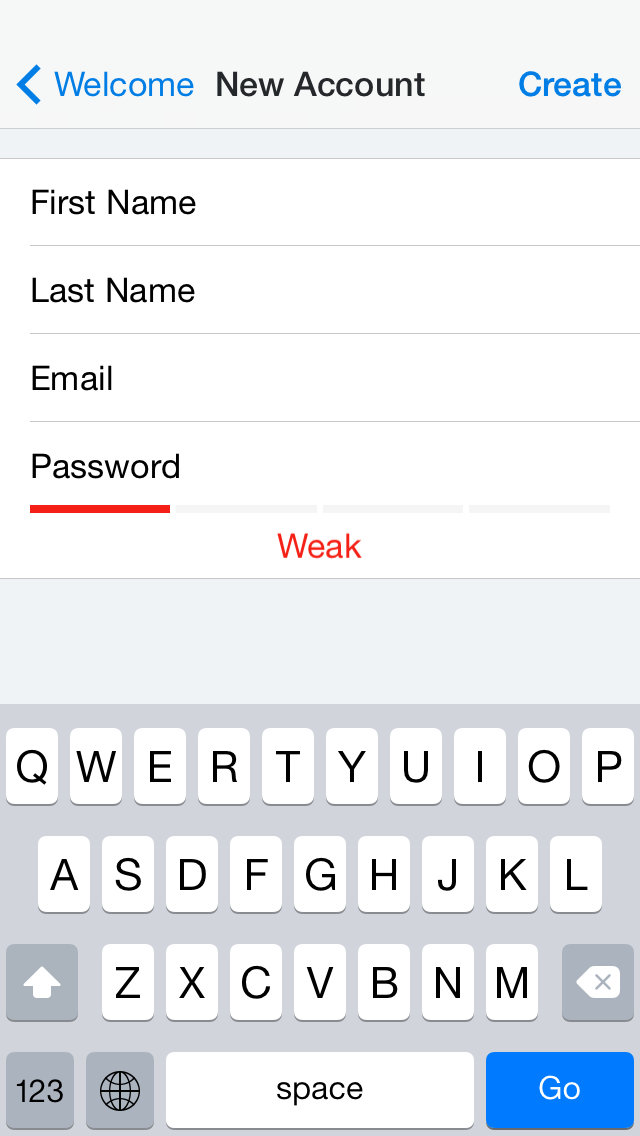 Welcome New Account Create
First Name
Last Name
Email
Password
Weak
Q W E R T Y U I O P
A S D F G H J K L
Z X C V B N M
123 space Go